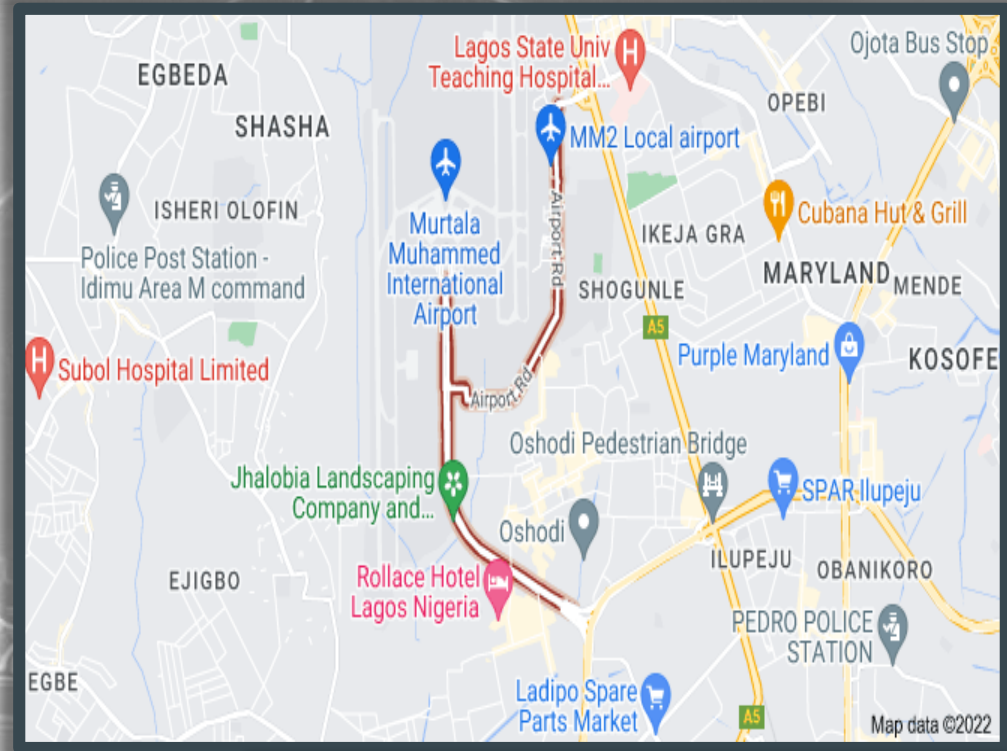 Lagos State Univ
Teaching Hospital...
Ojota Bus Stop
EGBEDA
OPEBI
SHASHA
MM2 Local airport
ISHERI OLOFIN
Airport Rd
Cubana Hut & Grill
Murtala
Muhammed
International
Airport
IKEJA GRA
Police Post Station -
Idimu Area M command
MARYLAND
MENDE
SHOGUNLE
A5
Purple Maryland
KOSOFE
Subol Hospital Limited
Airport Rd
Oshodi Pedestrian Bridge
Jhalobia Landscaping
Company and...
SPAR Ilupeju
Oshodi
ILUPEJU
OBANIKORO
EJIGBO
Rollace Hotel
Lagos Nigeria
PEDRO POLICE
STATION
EGBE
Ladipo Spare
Parts Market
A5
Map data ©2022